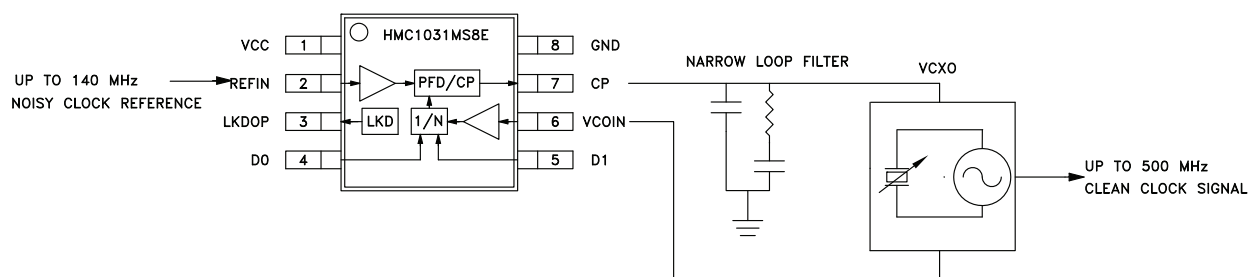 HMC1031MS8E
VCC 1
8 GND
NARROW LOOP FILTER
VCXO
UP TO 140 MHz
NOISY CLOCK REFERENCE
REFIN 2
PFD/CP
7 CP
LKDOP 3
LKD
1/N
6 VCOIN
D0 4
5 D1
UP TO 500 MHz
CLEAN CLOCK SIGNAL